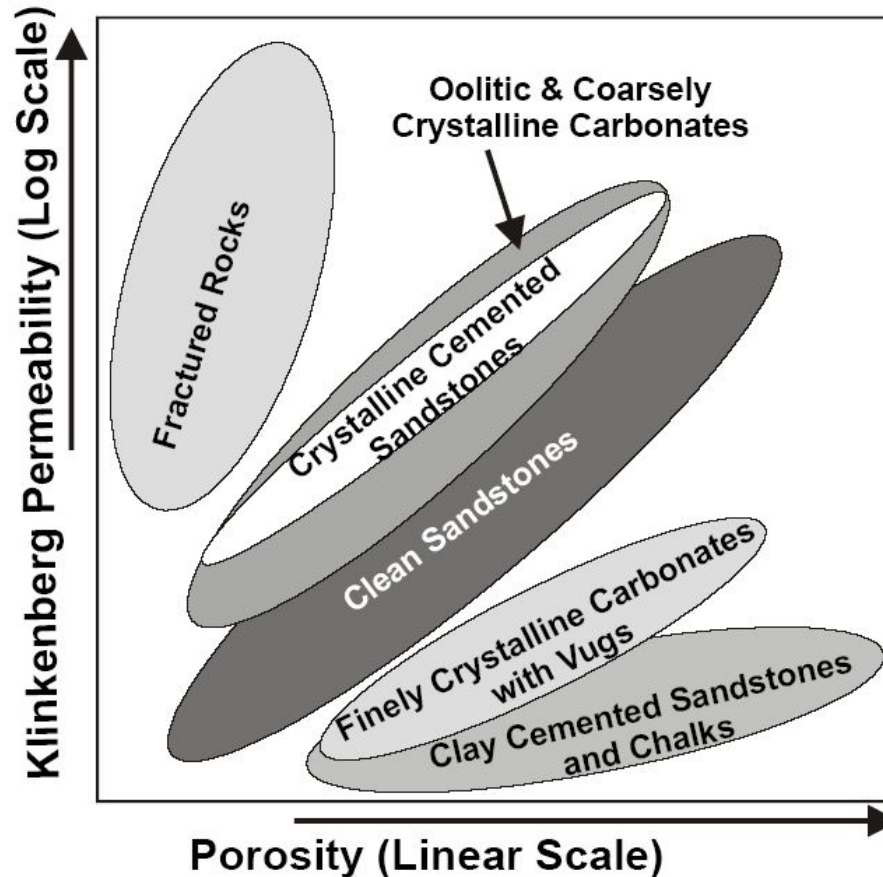 Klinkenberg Permeability (Log Scale)
Oolitic & Coarsely
Crystalline Carbonates
Fractured Rocks
Crystalline Cemented
Sandstones
Clean Sandstones
Finely Crystalline Carbonates
with Vugs
Clay Cemented Sandstones
and Chalks
Porosity (Linear Scale)